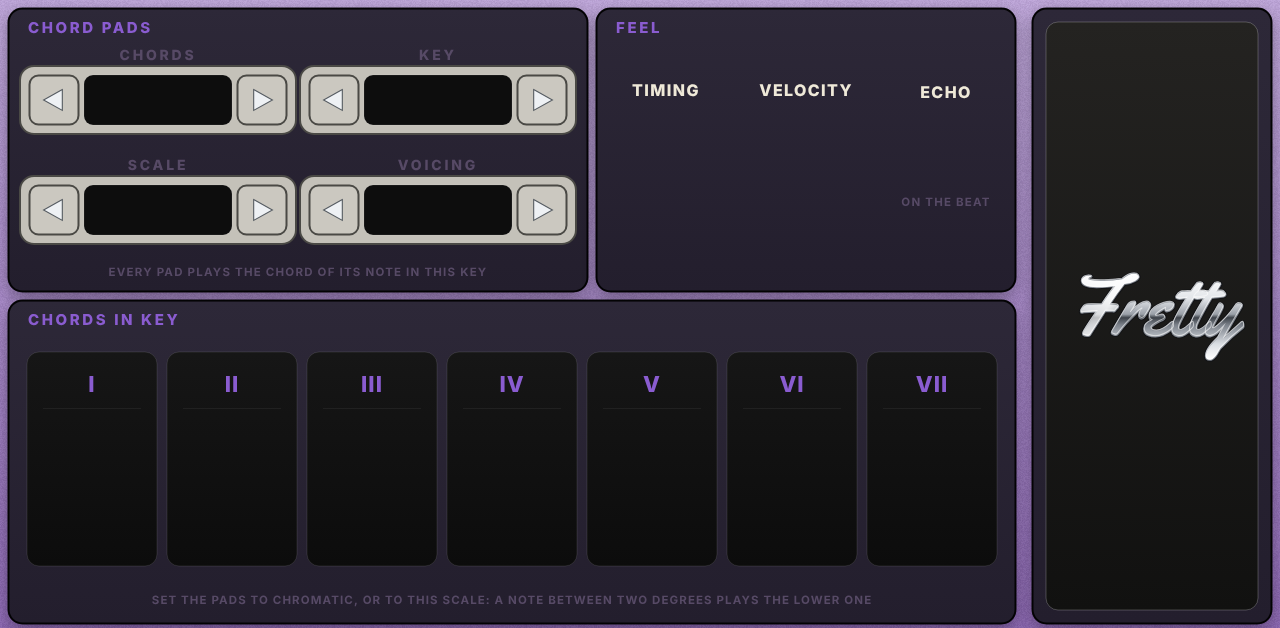 CHORD PADS
CHORDS
KEY
SCALE
VOICING
EVERY PAD PLAYS THE CHORD OF ITS NOTE IN THIS KEY
FEEL
TIMING
VELOCITY
ECHO
ON THE BEAT
CHORDS IN KEY
I
II
III
IV
V
VI
VII
SET THE PADS TO CHROMATIC, OR TO THIS SCALE: A NOTE BETWEEN TWO DEGREES PLAYS THE LOWER ONE
Fretty